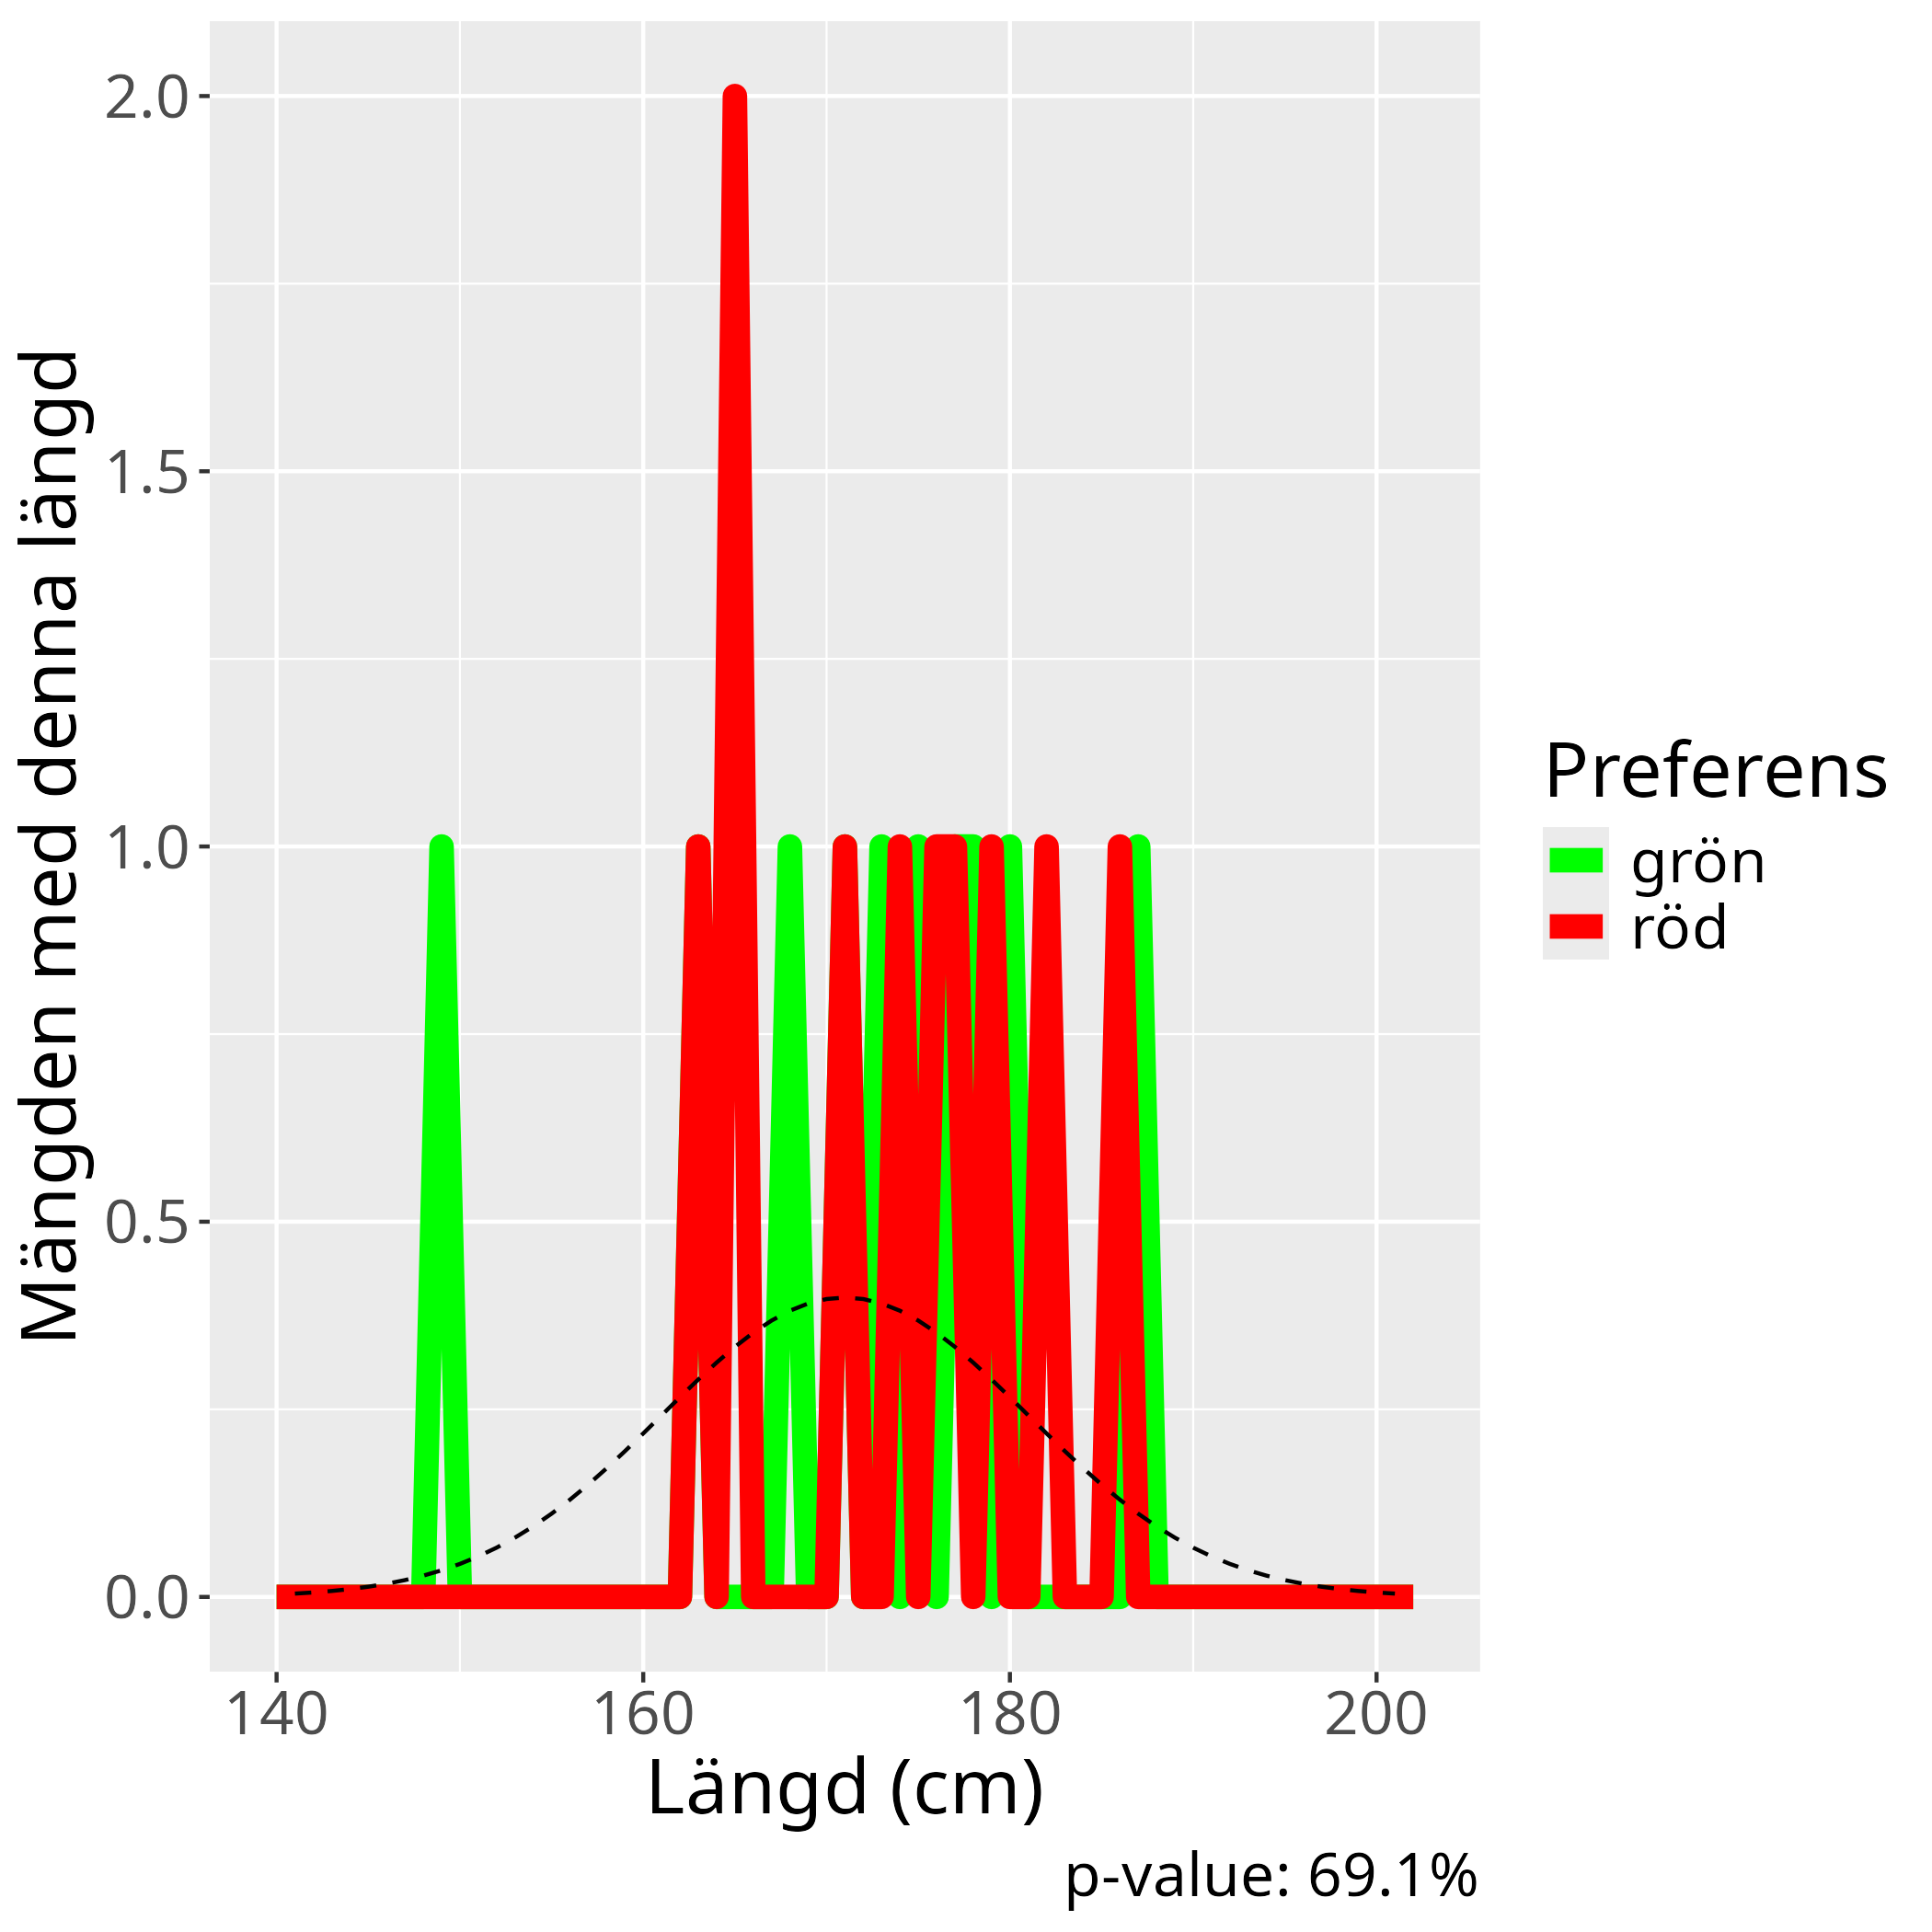 Mängden med denna längd
2.0
1.5
1.0
0.5
0.0
140 160 180 200
Längd (cm)
p-value: 69.1%
Preferens
grön
röd